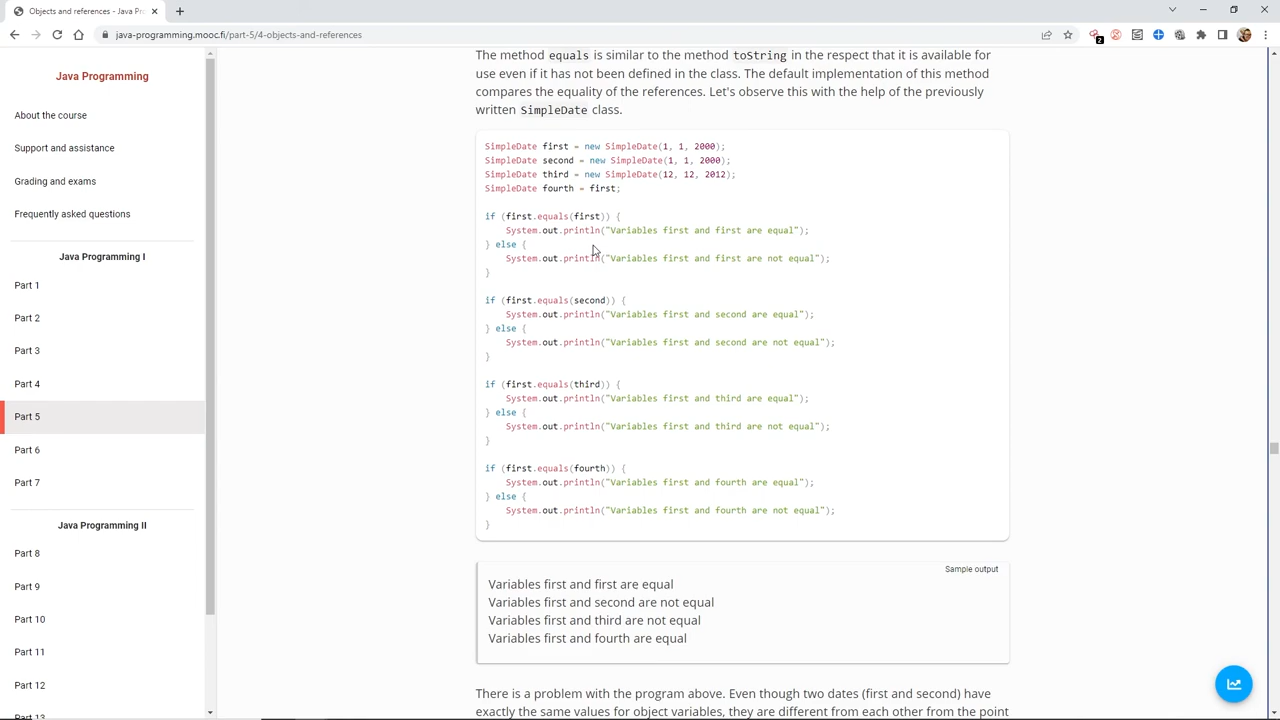 Objects and references - Java Pr
java-programming.mooc.fi/part-5/4-objects-and-references
2
Java Programming
About the course
Support and assistance
Grading and exams
Frequently asked questions
Java Programming I
Part 1
Part 2
Part 3
Part 4
Part 5
Part 6
Part 7
Java Programming II
Part 8
Part 9
Part 10
Part 11
Part 12
Part 13
The method equals is similar to the method toString in the respect that it is available for
use even if it has not been defined in the class. The default implementation of this method
compares the equality of the references. Let's observe this with the help of the previously
written SimpleDate class.
SimpleDate first = new SimpleDate(1, 1, 2000);
SimpleDate second = new SimpleDate(1, 1, 2000);
SimpleDate third = new SimpleDate(12, 12, 2012);
SimpleDate fourth = first;
if (first.equals(first)) {
System.out.println("Variables first and first are equal");
} else {
System.out.println("Variables first and first are not equal");
}
if (first.equals(second)) {
System.out.println("Variables first and second are equal");
} else {
System.out.println("Variables first and second are not equal");
}
if (first.equals(third)) {
System.out.println("Variables first and third are equal");
} else {
System.out.println("Variables first and third are not equal");
}
if (first.equals(fourth)) {
System.out.println("Variables first and fourth are equal");
} else {
System.out.println("Variables first and fourth are not equal");
}
Sample output
Variables first and first are equal
Variables first and second are not equal
Variables first and third are not equal
Variables first and fourth are equal
There is a problem with the program above. Even though two dates (first and second) have
exactly the same values for object variables, they are different from each other from the point